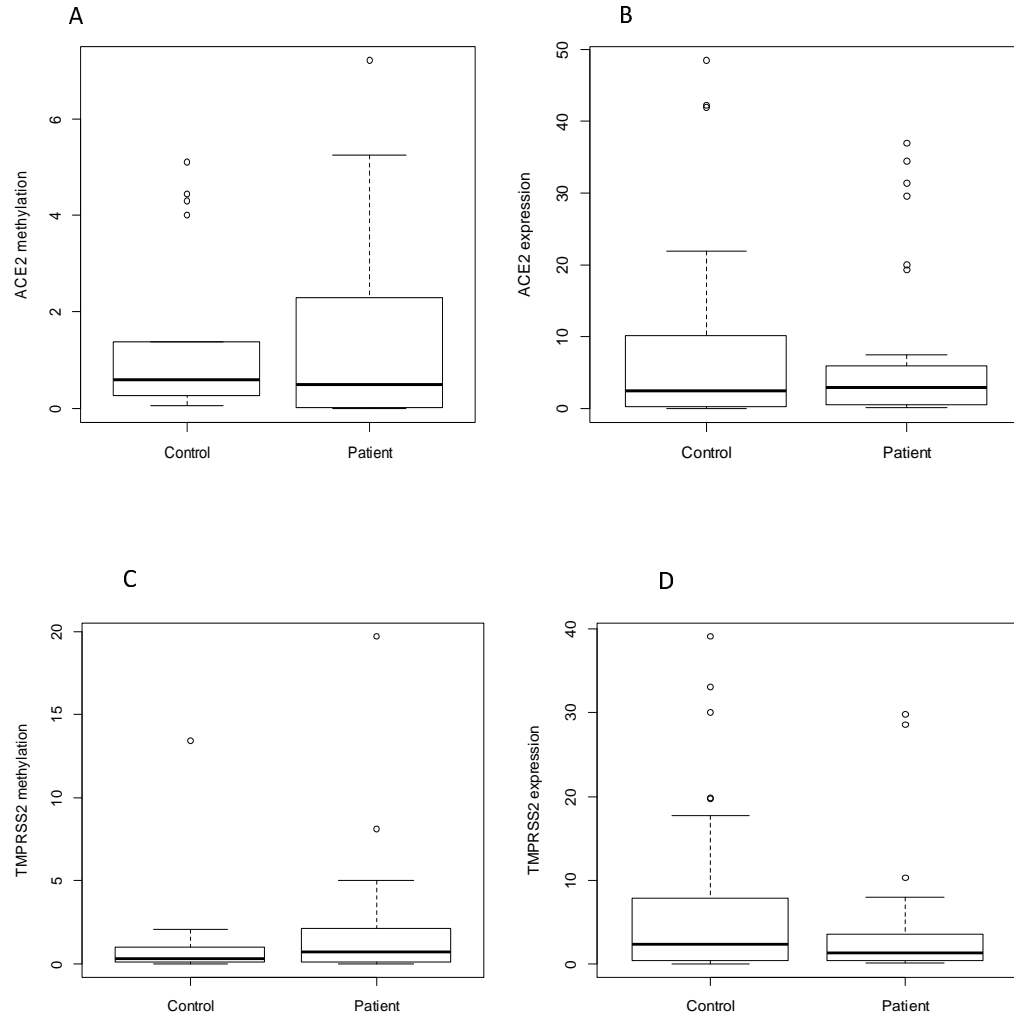 A
ACE2 methylation
6
4
2
0
Control Patient
B
ACE2 expression
50
40
30
20
10
0
Control Patient
C
TMPRSS2 methylation
20
15
10
5
0
Control Patient
D
TMPRSS2 expression
40
30
20
10
0
Control Patient